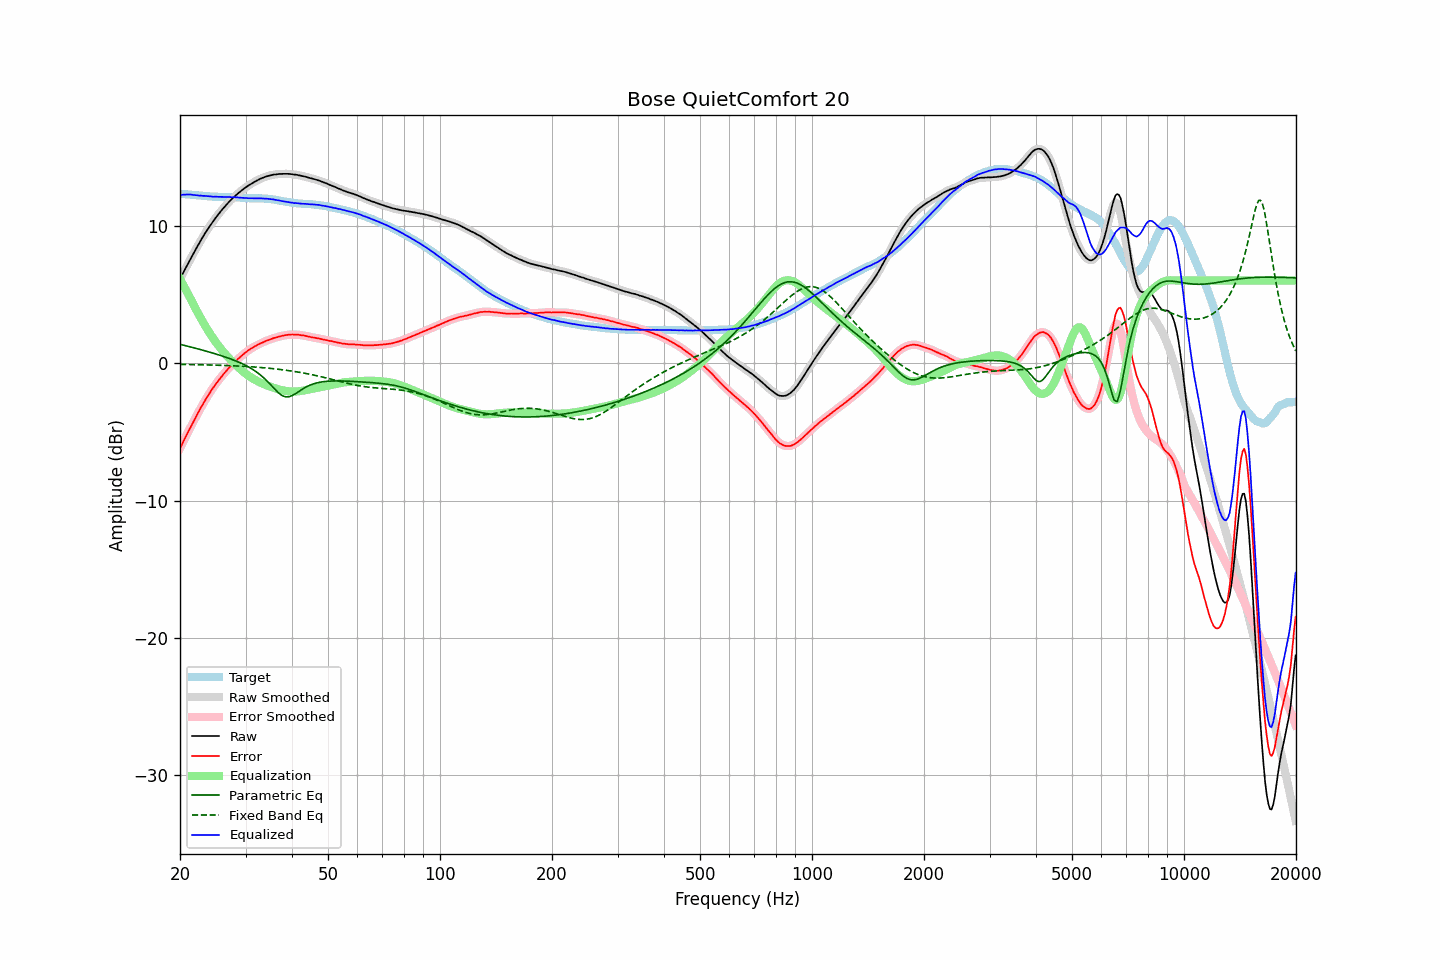 Bose QuietComfort 20
Amplitude (dBr)
10
0
−10
−20
−30
Target
Raw Smoothed
Error Smoothed
Raw
Error
Equalization
Parametric Eq
Fixed Band Eq
Equalized
20 50 100 200 500 1000 2000 5000 10000 20000
Frequency (Hz)